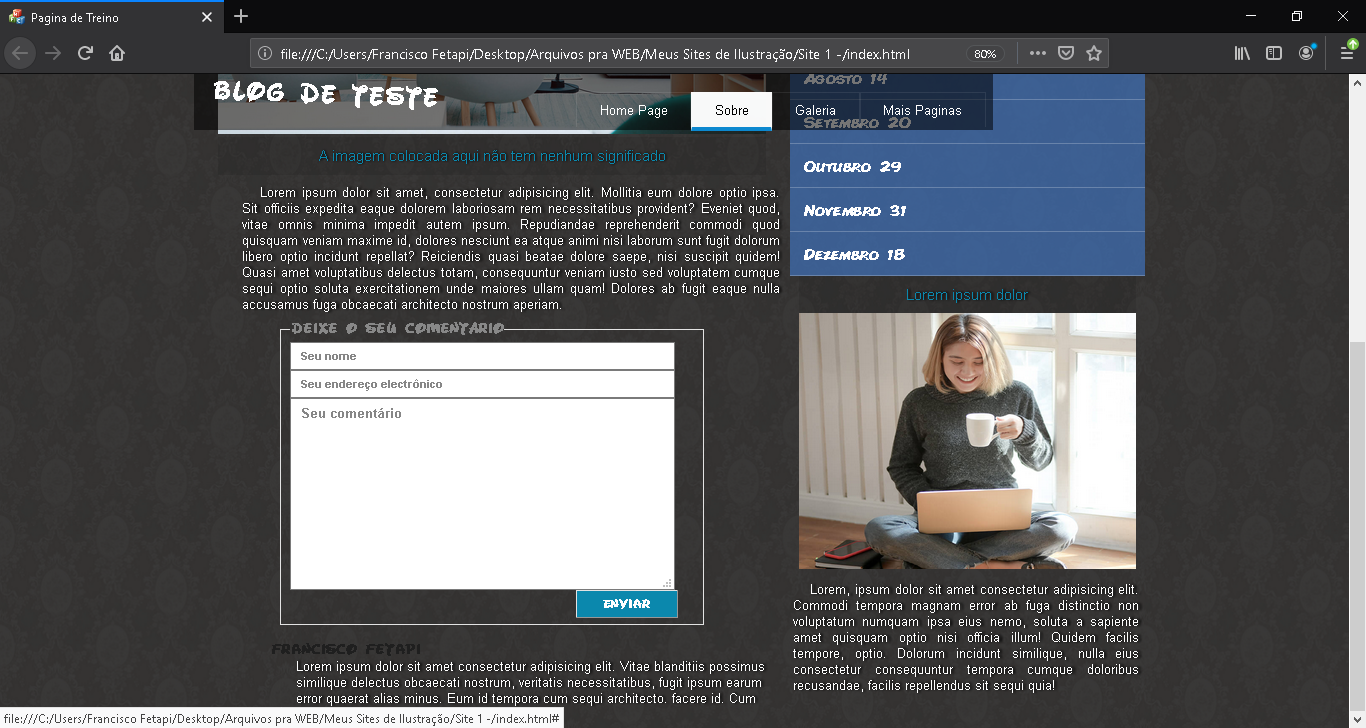 Pagina de Treino
file:///C:/Users/Francisco Fetapi/Desktop/Arquivos pra WEB/Meus Sites de Ilustração/Site 1 -/index.html
80%
BLOG DE TESTE
Home Page
Sobre
Galeria
Mais Paginas
A imagem colocada aqui não tem nenhum significado
Lorem ipsum dolor sit amet, consectetur adipisicing elit. Mollitia eum dolore optio ipsa.
Sit officiis expedita eaque dolorem laboriosam rem necessitatibus provident? Eveniet quod,
vitae omnis minima impedit autem ipsum. Repudiandae reprehenderit commodi quod
quisquam veniam maxime id, dolores nesciunt ea atque animi nisi laborum sunt fugit dolorum
libero optio incidunt repellat? Reiciendis quasi beatae dolore saepe, nisi suscipit quidem!
Quasi amet voluptatibus delectus totam, consequuntur veniam iusto sed voluptatem cumque
sequi optio soluta exercitationem unde maiores ullam quam! Dolores ab fugit eaque nulla
accusamus fuga obcaecati architecto nostrum aperiam.
DEIXE O SEU COMENTÁRIO
Seu nome
Seu endereço electrônico
Seu comentário
ENVIAR
FRANCISCO FETAPI
Lorem ipsum dolor sit amet consectetur adipisicing elit. Vitae blanditiis possimus
similique delectus obcaecati nostrum, veritatis necessitatibus, fugit ipsum earum
error quaerat alias minus. Eum id tempora cum sequi architecto, facere id. Cum
Agosto 14
Setembro 20
Outubro 29
Novembro 31
Dezembro 18
Lorem ipsum dolor
Lorem, ipsum dolor sit amet consectetur adipisicing elit.
Commodi tempora magnam error ab fuga distinctio non
voluptatum numquam ipsa eius nemo, soluta a sapiente
amet quisquam optio nisi officia illum! Quidem facilis
tempore, optio. Dolorum incidunt similique, nulla eius
consectetur consequuntur tempora cumque doloribus
recusandae, facilis repellendus sit sequi quia!
file:///C:/Users/Francisco Fetapi/Desktop/Arquivos pra WEB/Meus Sites de Ilustração/Site 1 -/index.html#